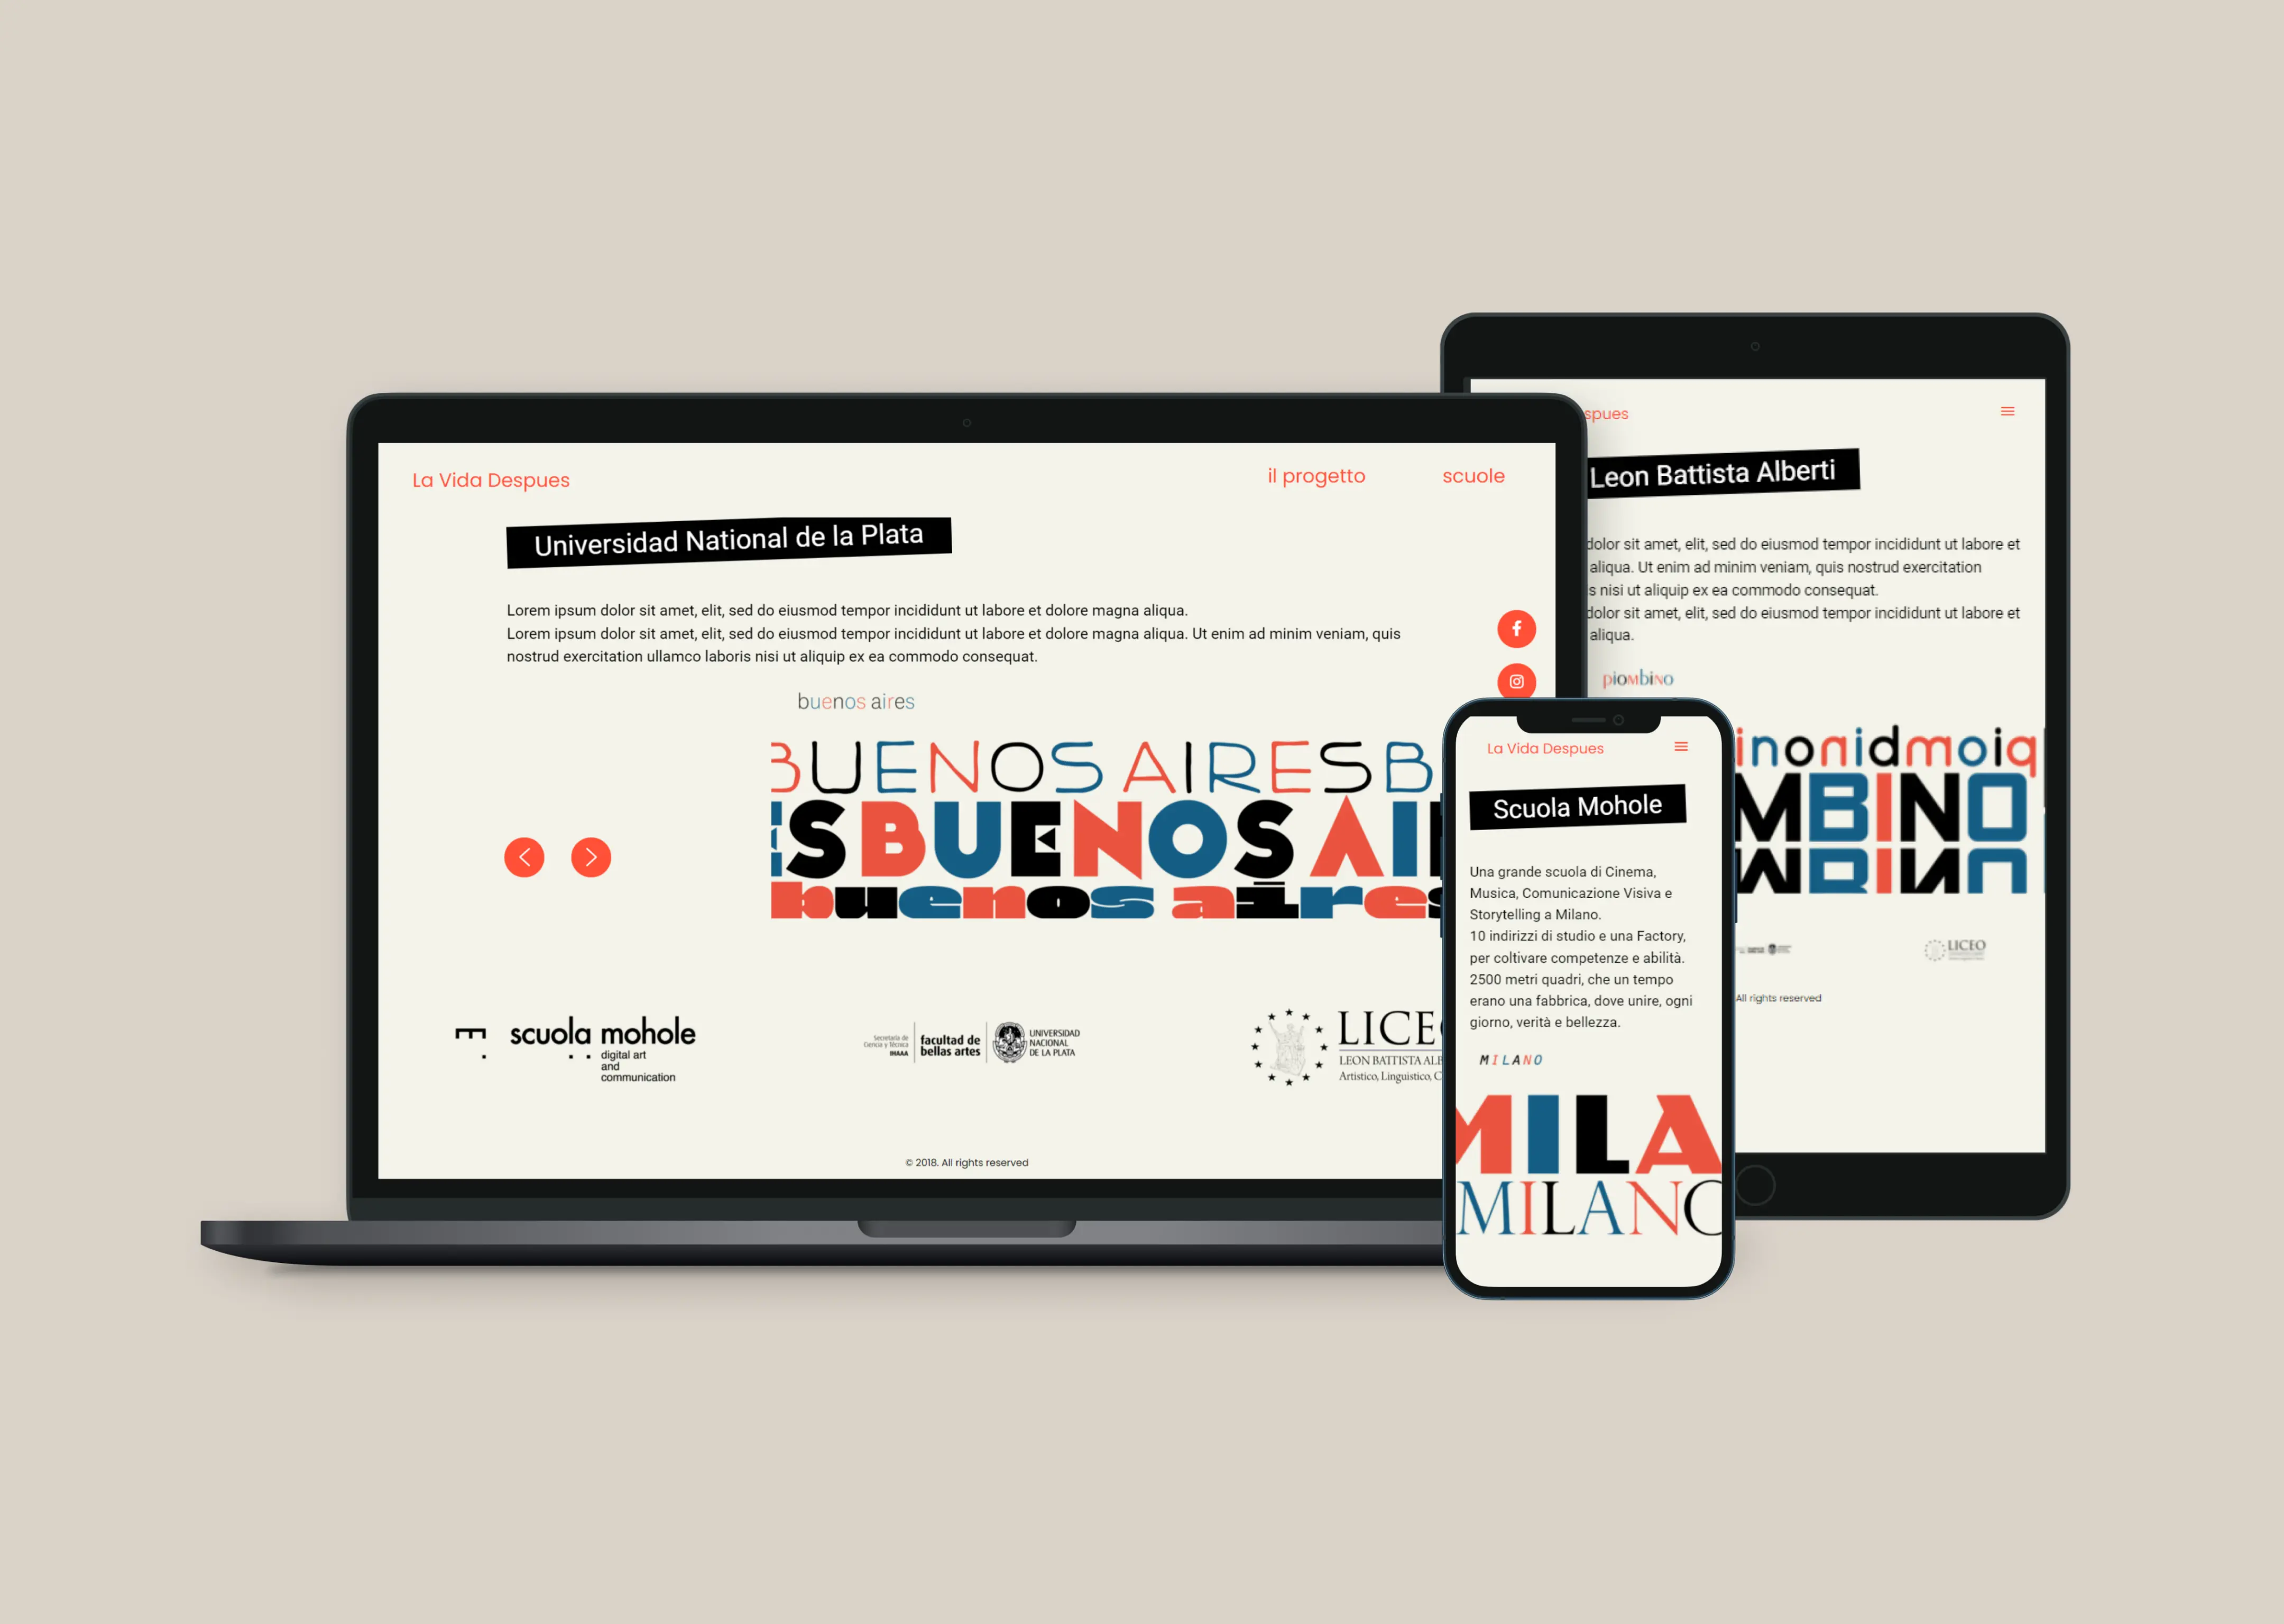 La Vida Despues
il progetto
scuole
Universidad National de la Plata
Lorem ipsum dolor sit amet, elit, sed do eiusmod tempor incididunt ut labore et dolore magna aliqua.
Lorem ipsum dolor sit amet, elit, sed do eiusmod tempor incididunt ut labore et dolore magna aliqua. Ut enim ad minim veniam, quis
nostrud exercitation ullamco laboris nisi ut aliquip ex ea commodo consequat.
buenos aires
BUENOS AIRESB
ESBUENOSAI
buenos aires
scuola mohole
digital art
and
communication
Secretaría de
Ciencia y Técnica
IHAAA
facultad de
bellas artes
UNIVERSIDAD
NACIONAL
DE LA PLATA
LICE
LEON BATTISTA ALB
Artistico, Linguistico, C
© 2018. All rights reserved
spues
Leon Battista Alberti
dolor sit amet, elit, sed do eiusmod tempor incididunt ut labore et
aliqua. Ut enim ad minim veniam, quis nostrud exercitation
s nisi ut aliquip ex ea commodo consequat.
dolor sit amet, elit, sed do eiusmod tempor incididunt ut labore et
aliqua.
piombino
inonidmoiq
MBINO
MBINO
LICEO
All rights reserved
La Vida Despues
Scuola Mohole
Una grande scuola di Cinema,
Musica, Comunicazione Visiva e
Storytelling a Milano.
10 indirizzi di studio e una Factory,
per coltivare competenze e abilità.
2500 metri quadri, che un tempo
erano una fabbrica, dove unire, ogni
giorno, verità e bellezza.
MILANO
MILA
MILANO